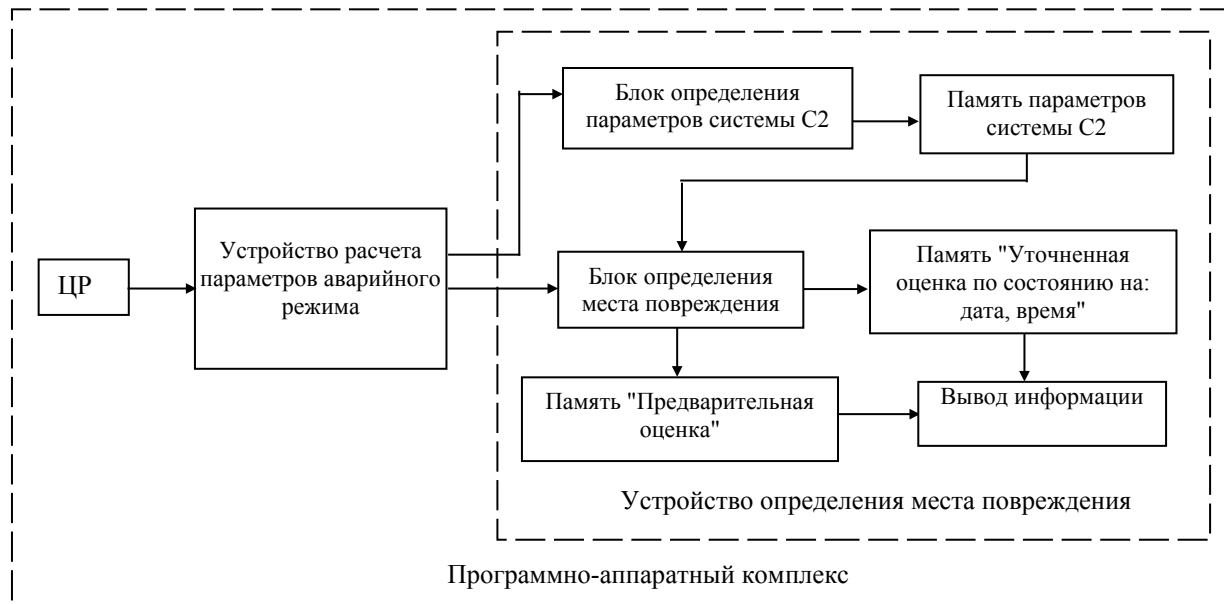 Блок определения
параметров системы С2
Память параметров
системы С2
ЦР
Устройство расчета
параметров аварийного
режима
Блок определения
места повреждения
Память "Уточненная
оценка по состоянию на:
дата, время"
Память "Предварительная
оценка"
Вывод информации
Устройство определения места повреждения
Программно-аппаратный комплекс